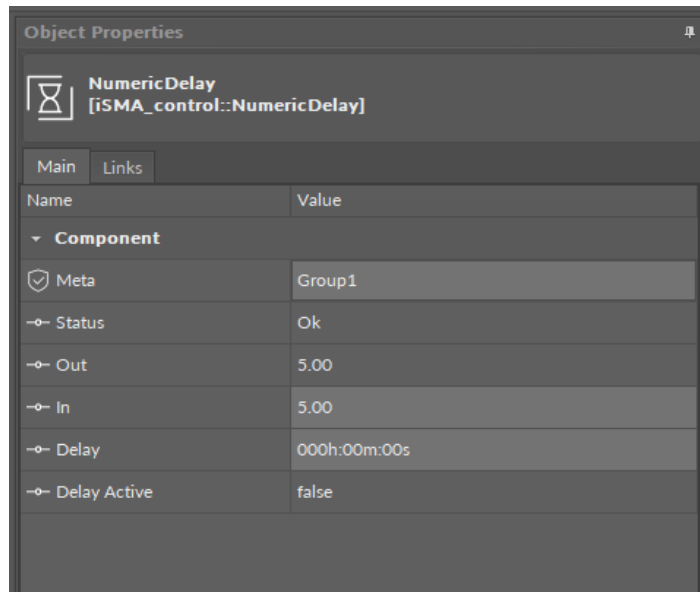 Object Properties
NumericDelay
[iSMA_control::NumericDelay]
Main Links
Name Value
Component
Meta Group1
Status Ok
Out 5.00
In 5.00
Delay 000h:00m:00s
Delay Active false